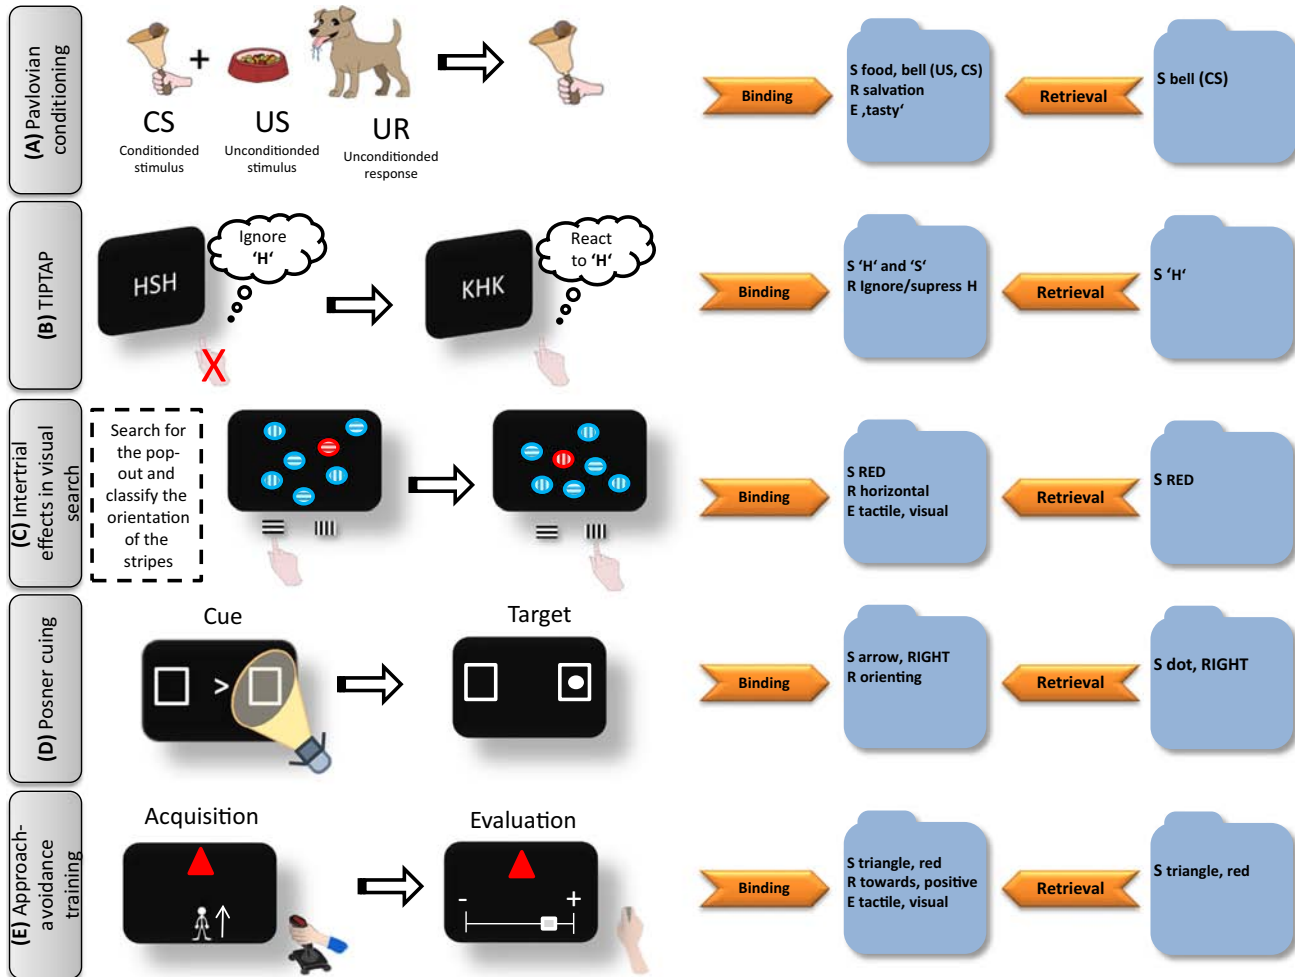 (A) Pavlovian
conditioning
+
CS
Conditionded
stimulus
US
Unconditionded
stimulus
UR
Unconditionded
response
Binding
S food, bell (US, CS)
R salvation
E ‚tasty‘
Retrieval
S bell (CS)
(B) TIPTAP
HSH
Ignore
‘H‘
X
KHK
React
to ‘H‘
Binding
S ‘H‘ and ‘S‘
R Ignore/supress H
Retrieval
S ‘H‘
(C) Intertrial
effects in visual
search
Search for
the pop-
out and
classify the
orientation
of the
stripes
Binding
S RED
R horizontal
E tactile, visual
Retrieval
S RED
(D) Posner cuing
Cue
>
Target
Binding
S arrow, RIGHT
R orienting
Retrieval
S dot, RIGHT
(E) Approach-
avoidance
training
Acquisition
Evaluation
- +
Binding
S triangle, red
R towards, positive
E tactile, visual
Retrieval
S triangle, red